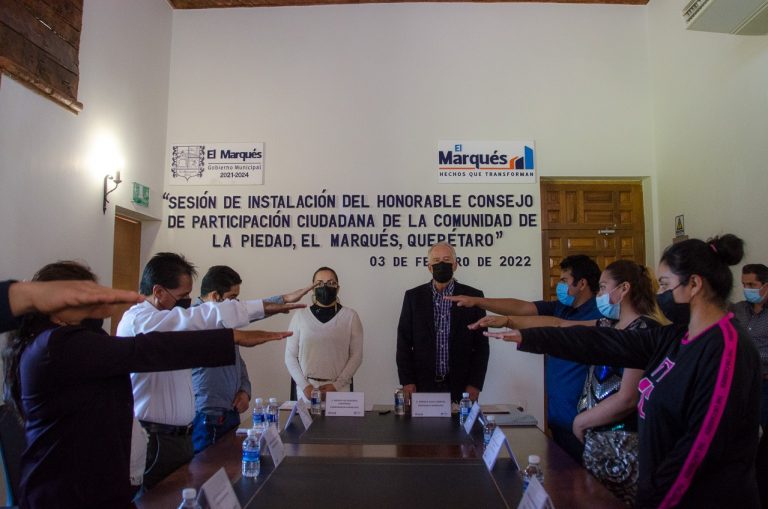 El Marqués
Gobierno Municipal
2021-2024
El
Marqués
HECHOS QUE TRANSFORMAN
"SESIÓN DE INSTALACIÓN DEL HONORABLE CONSEJO
DE PARTICIPACIÓN CIUDADANA DE LA COMUNIDAD DE
LA PIEDAD, EL MARQUÉS, QUERÉTARO"
03 DE FEBRERO DE 2022